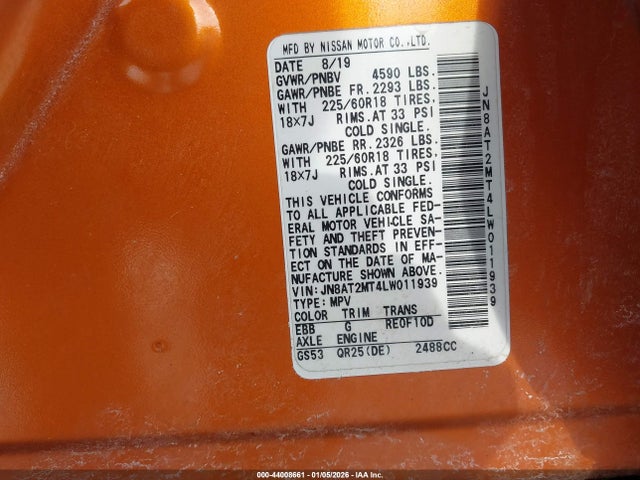 MFD BY NISSAN MOTOR CO.,LTD.
DATE 8/19
GVWR/PNBV 4590 LBS.
GAWR/PNBE FR. 2293 LBS.
WITH 225/60R18 TIRES,
18×7J RIMS.AT 33 PSI
COLD SINGLE.
GAWR/PNBE RR. 2326 LBS.
WITH 225/60R18 TIRES,
18×7J RIMS.AT 33 PSI
COLD SINGLE.
THIS VEHICLE CONFORMS
TO ALL APPLICABLE FED-
ERAL MOTOR VEHICLE SA-
FETY AND THEFT PREVEN-
TION STANDARDS IN EFF-
ECT ON THE DATE OF MA-
NUFACTURE SHOWN ABOVE.
VIN: JN8AT2MT4LW011939
TYPE: MPV
COLOR TRIM TRANS
EBB G RE0F10D
AXLE ENGINE
GS53 QR25(DE) 2488CC
JN8AT2MT4LW011939
000-44008661 - 01/05/2026 - IAA Inc.